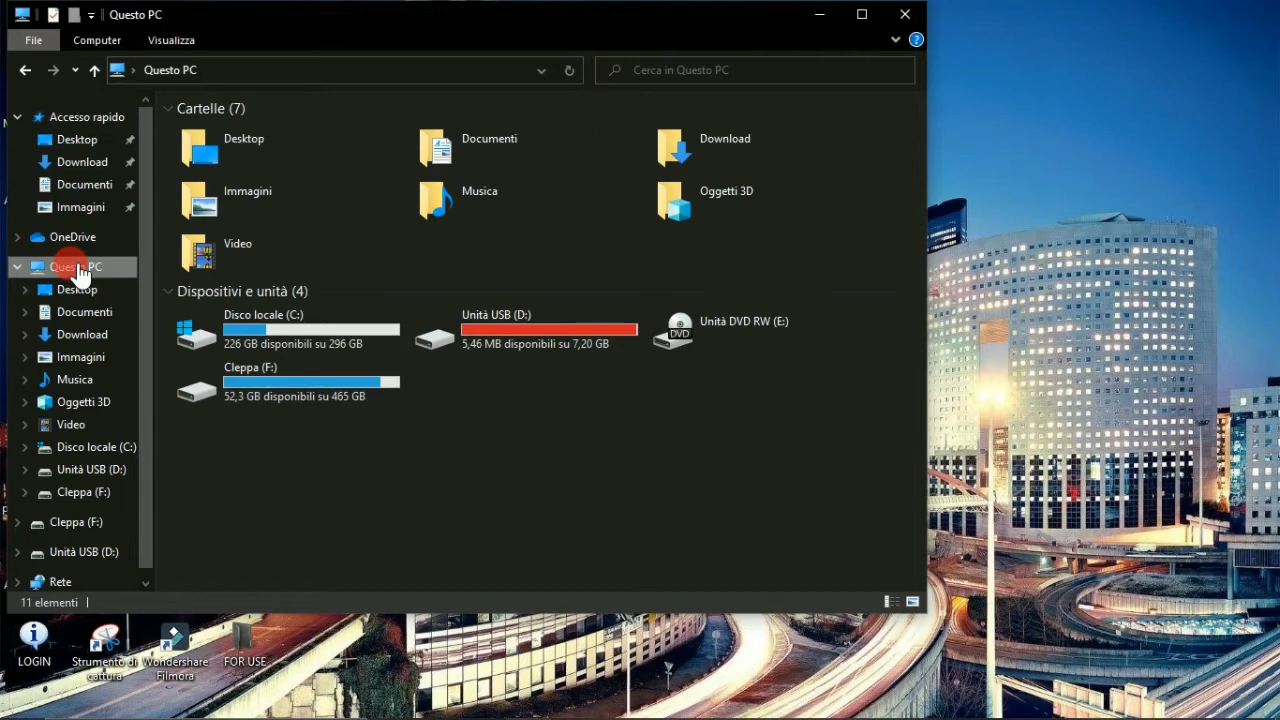 Questo PC
File
Computer
Visualizza
Questo PC
Cerca in Questo PC
Accesso rapido
Desktop
Download
Documenti
Immagini
OneDrive
Questo PC
Desktop
Documenti
Download
Immagini
Musica
Oggetti 3D
Video
Disco locale (C:)
Unità USB (D:)
Cleppa (F:)
Cleppa (F:)
Unità USB (D:)
Rete
Cartelle (7)
Desktop
Documenti
Download
Immagini
Musica
Oggetti 3D
Video
Dispositivi e unità (4)
Disco locale (C:)
226 GB disponibili su 296 GB
Unità USB (D:)
5,46 MB disponibili su 7,20 GB
Unità DVD RW (E:)
DVD
Cleppa (F:)
52,3 GB disponibili su 465 GB
11 elementi
LOGIN
Strumento di
cattura
Wondershare
Filmora
FOR USE